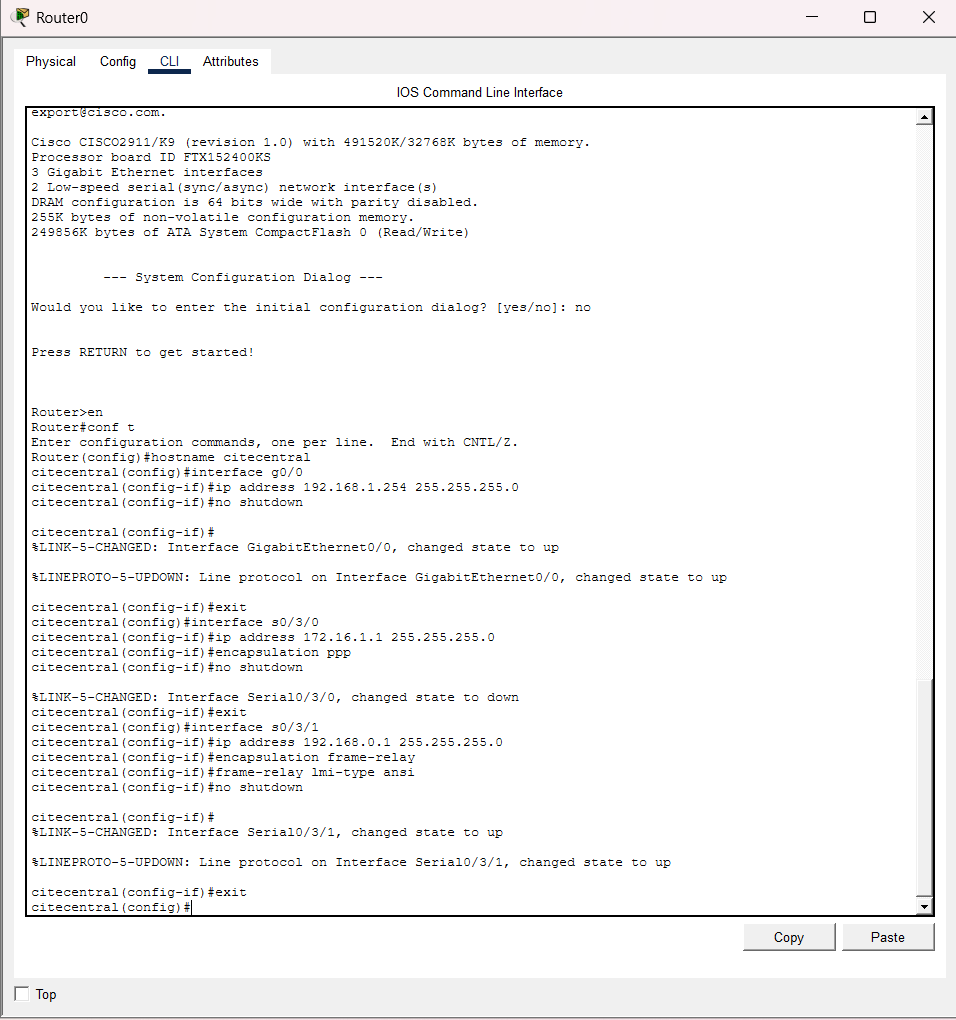 Router0
Physical Config CLI Attributes
IOS Command Line Interface
export@cisco.com.
Cisco CISCO2911/K9 (revision 1.0) with 491520K/32768K bytes of memory.
Processor board ID FTX152400KS
3 Gigabit Ethernet interfaces
2 Low-speed serial(sync/async) network interface(s)
DRAM configuration is 64 bits wide with parity disabled.
255K bytes of non-volatile configuration memory.
249856K bytes of ATA System CompactFlash 0 (Read/Write)
--- System Configuration Dialog ---
Would you like to enter the initial configuration dialog? [yes/no]: no
Press RETURN to get started!
Router>en
Router#conf t
Enter configuration commands, one per line.  End with CNTL/Z.
Router(config)#hostname citecentral
citecentral(config)#interface g0/0
citecentral(config-if)#ip address 192.168.1.254 255.255.255.0
citecentral(config-if)#no shutdown
citecentral(config-if)#
%LINK-5-CHANGED: Interface GigabitEthernet0/0, changed state to up
%LINEPROTO-5-UPDOWN: Line protocol on Interface GigabitEthernet0/0, changed state to up
citecentral(config-if)#exit
citecentral(config)#interface s0/3/0
citecentral(config-if)#ip address 172.16.1.1 255.255.255.0
citecentral(config-if)#encapsulation ppp
citecentral(config-if)#no shutdown
%LINK-5-CHANGED: Interface Serial0/3/0, changed state to down
citecentral(config-if)#exit
citecentral(config)#interface s0/3/1
citecentral(config-if)#ip address 192.168.0.1 255.255.255.0
citecentral(config-if)#encapsulation frame-relay
citecentral(config-if)#frame-relay lmi-type ansi
citecentral(config-if)#no shutdown
citecentral(config-if)#
%LINK-5-CHANGED: Interface Serial0/3/1, changed state to up
%LINEPROTO-5-UPDOWN: Line protocol on Interface Serial0/3/1, changed state to up
citecentral(config-if)#exit
citecentral(config)#
Copy Paste
Top